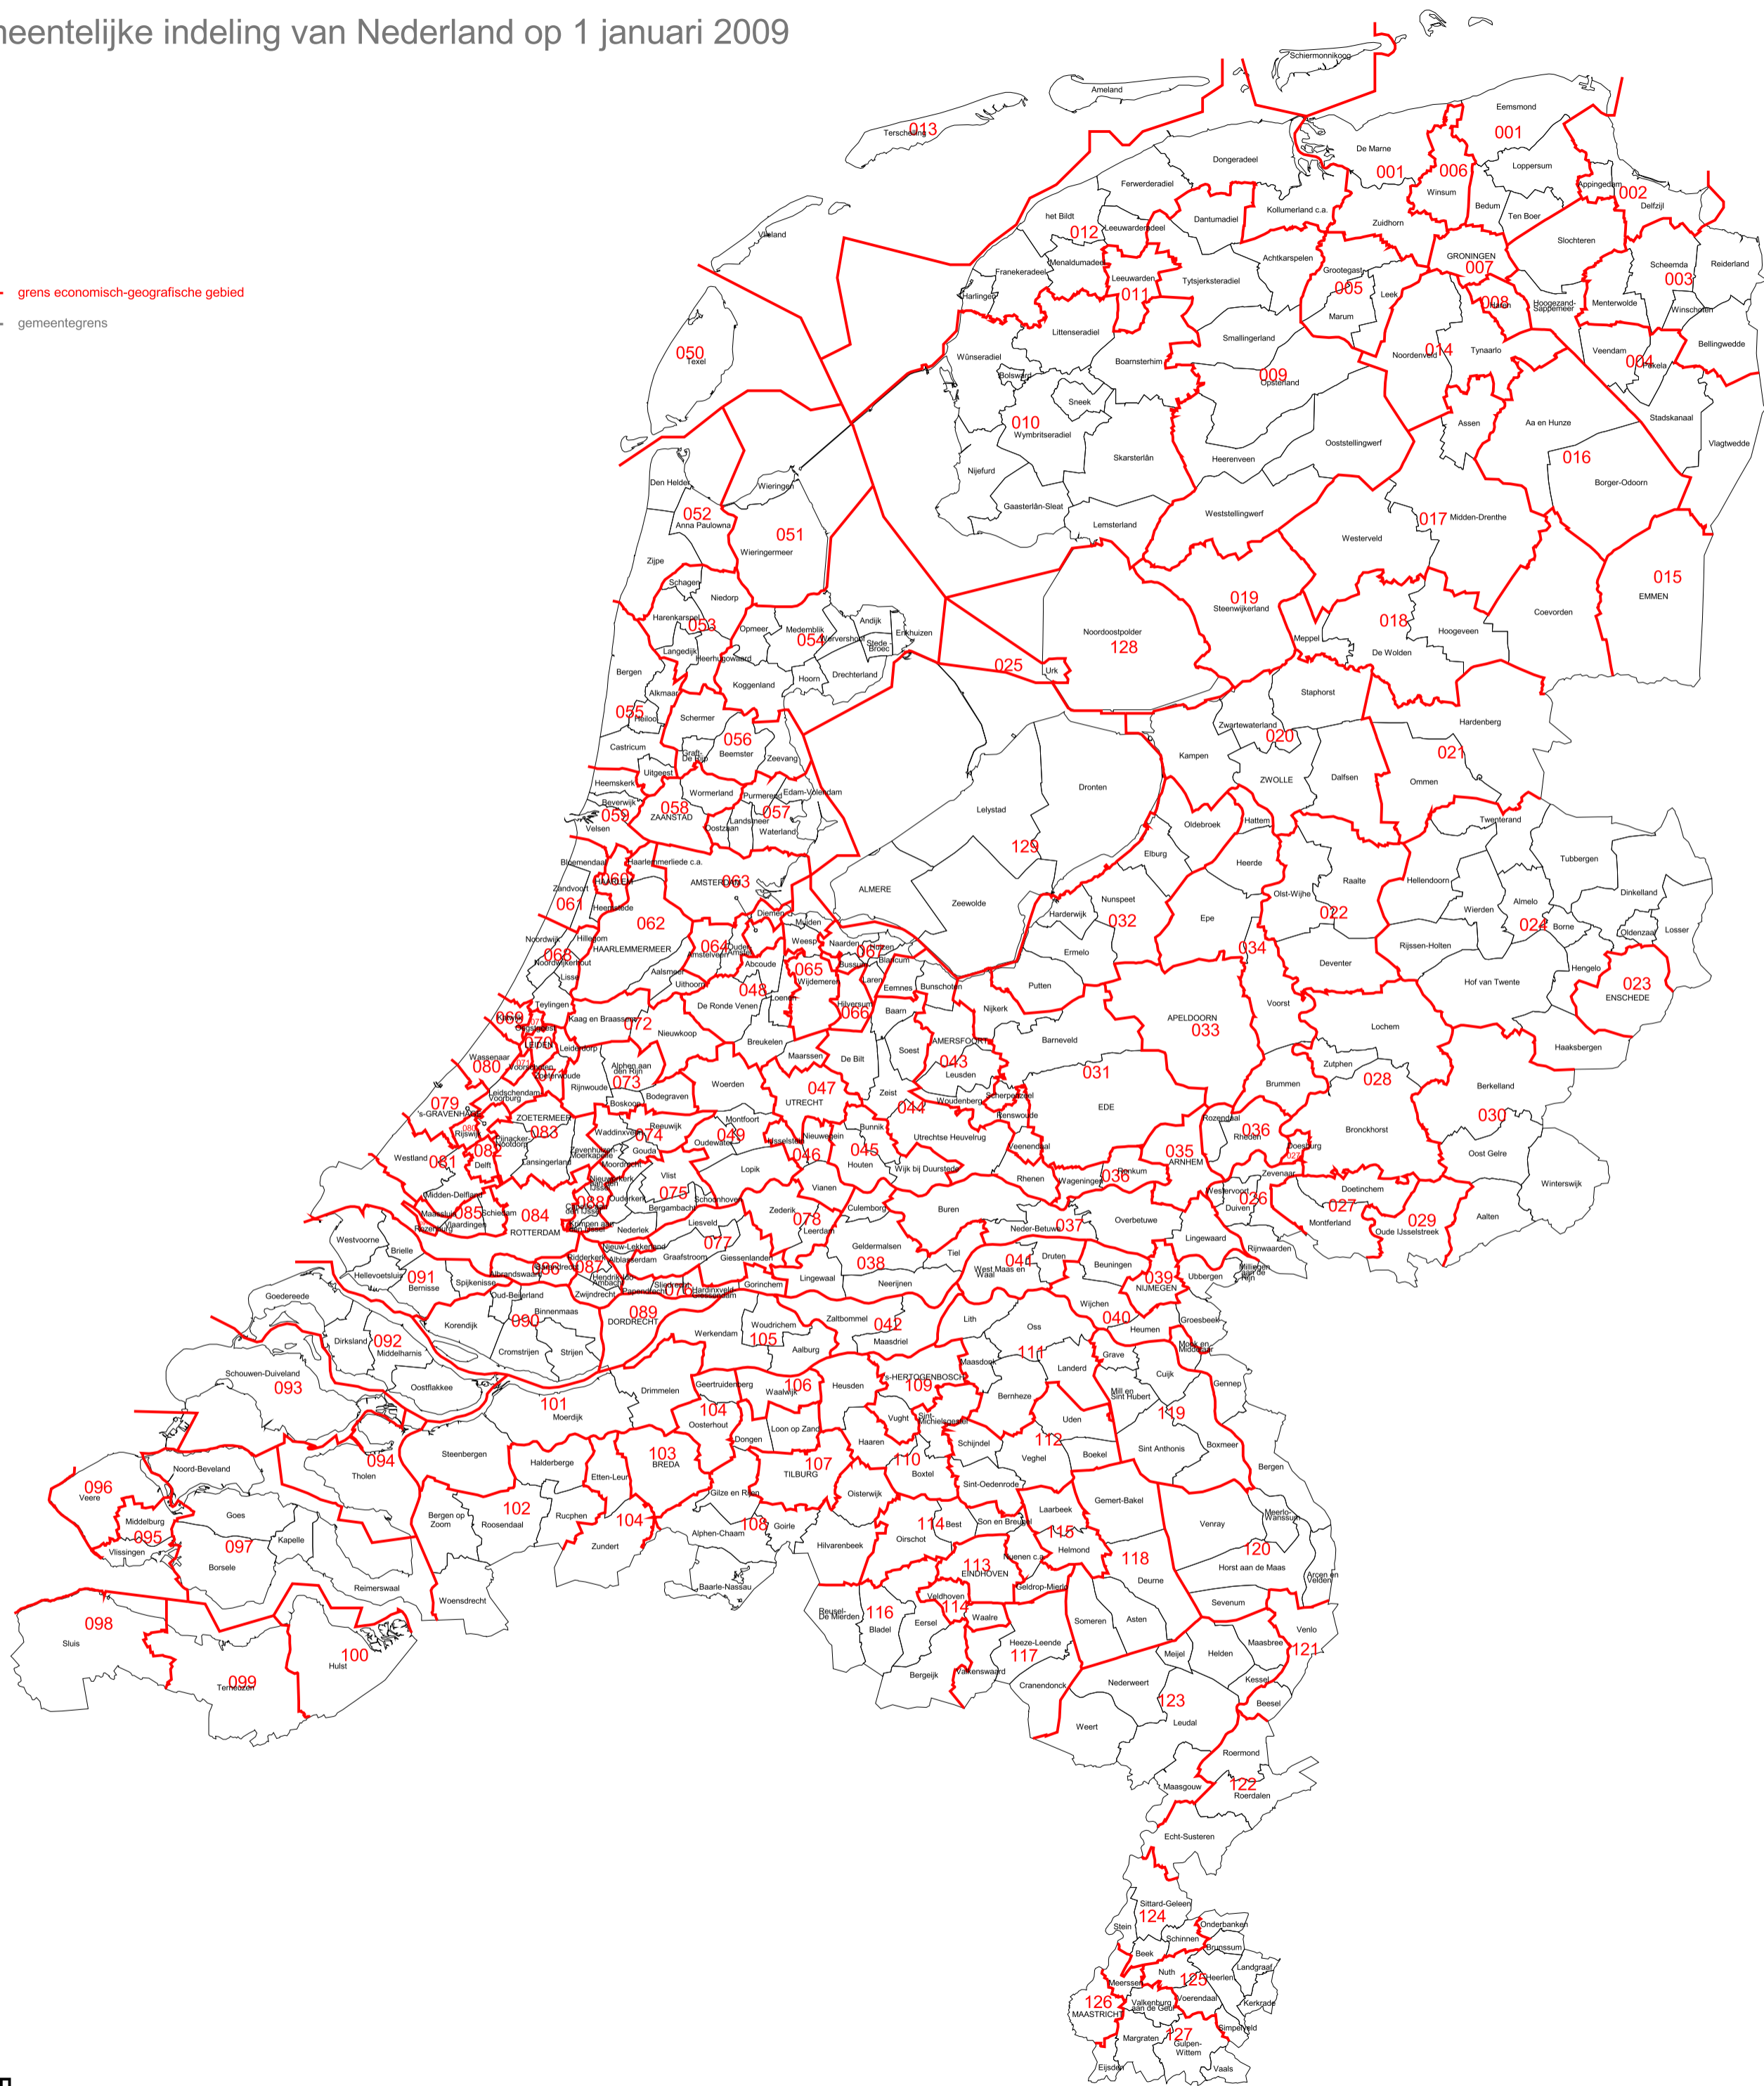 neentelijke indeling van Nederland op 1 januari 2009
grens economisch-geografische gebied
gemeentegrens
Schiermonnikoog
Ameland
Terschelling
013
Vlieland
050
Texel
Eemsmond
001
De Marne
001
006
Winsum
Loppersum
Appingedam
002
Delfzijl
Bedum
Ten Boer
Zuidhorn
Slochteren
GRONINGEN
007
Scheemda
003
Reiderland
Grootegast
005
Leek
Marum
008
Haren
Hoogezand-
Sappemeer
Menterwolde
Winschoten
Bellingwedde
Veendam
004
Pekela
Stadskanaal
Vlagtwedde
Dongeradeel
Ferwerderadiel
het Bildt
012
Leeuwarderadeel
Dantumadiel
Kollumerland c.a.
Achtkarspelen
Menaldumadeel
Franekeradeel
Harlingen
Leeuwarden
011
Tytsjerksteradiel
Littenseradiel
Smallingerland
Boarnsterhim
009
Opsterland
Wûnseradiel
Bolsward
Sneek
010
Wymbritseradiel
Skarsterlân
Heerenveen
Ooststellingwerf
Nijefurd
Gaasterlân-Sleat
Lemsterland
Weststellingwerf
Noordenveld
014
Tynaarlo
Assen
Aa en Hunze
016
Borger-Odoorn
017
Midden-Drenthe
Westerveld
015
EMMEN
Coevorden
018
Hoogeveen
De Wolden
Meppel
019
Steenwijkerland
Noordoostpolder
128
025
Urk
Staphorst
Zwartewaterland
020
Hardenberg
021
Ommen
Kampen
ZWOLLE
Dalfsen
Dronten
Lelystad
129
Zeewolde
ALMERE
Den Helder
052
Anna Paulowna
Wieringen
051
Wieringermeer
Zijpe
Schagen
Niedorp
Harenkarspel
053
Langedijk
Heerhugowaard
Opmeer
Medemblik
054
Wervershoof
Andijk
Stede
Broec
Enkhuizen
Drechterland
Hoorn
Koggenland
Bergen
Alkmaar
055
Heiloo
Schermer
056
Beemster
Graft-
De Rijp
Zeevang
Castricum
Uitgeest
Heemskerk
Beverwijk
059
Velsen
Wormerland
058
ZAANSTAD
Oostzaan
Purmerend
Edam-Volendam
057
Landsmeer
Waterland
Bloemendaal
060
HAARLEM
Haarlemmerliede c.a.
AMSTERDAM
063
Zandvoort
061
Heemstede
062
HAARLEMMERMEER
Diemen
Muiden
064
Amstelveen
Ouder-
Amstel
Weesp
Naarden
067
Huizen
Bussum
Blaricum
Laren
065
Wijdemeren
Hilversum
066
Noordwijk
Hillegom
068
Noordwijkerhout
Lisse
Aalsmeer
Uithoorn
Abcoude
048
Loenen
De Ronde Venen
Teylingen
069
Katwijk
071
Oegstgeest
070
LEIDEN
Leiderdorp
Kaag en Braassem
072
Nieuwkoop
Breukelen
Wassenaar
080
Voorschoten
071
Zoeterwoude
Rijnwoude
Alphen aan
den Rijn
073
Boskoop
Bodegraven
Woerden
Maarssen
De Bilt
047
UTRECHT
Eemnes
Bunschoten
Baarn
Soest
AMERSFOORT
043
Leusden
Zeist
044
Woudenberg
Scherpenzeel
Renswoude
Veenendaal
Utrechtse Heuvelrug
Bunnik
045
Houten
Wijk bij Duurstede
Rhenen
Nieuwegein
046
IJsselstein
Montfoort
049
Oudewater
Lopik
Vianen
079
's-GRAVENHAGE
Leidschendam
Voorburg
Rijswijk
080
ZOETERMEER
083
Pijnacker-
Nootdorp
082
Delft
Lansingerland
Westland
081
Midden-Delfland
Maassluis
085
Schiedam
Vlaardingen
Rozenburg
084
ROTTERDAM
Waddinxveen
074
Reeuwijk
Gouda
Zevenhuizen-
Moerkapelle
Moordrecht
Nieuwerkerk
088
Ouderkerk
Krimpen aan
Nederlek
Vlist
075
Bergambacht
Schoonhoven
Liesveld
077
Graafstroom
Giessenlanden
Nieuw-Lekkerland
Alblasserdam
Ridderkerk
087
Hendrik-Ido-
Ambacht
Zwijndrecht
Papendrecht
Sliedrecht
076
Hardinxveld-
Giessendam
Gorinchem
Zederik
078
Leerdam
Albrandswaard
Westvoorne
Brielle
Hellevoetsluis
091
Bernisse
Spijkenisse
Oud-Beijerland
090
Binnenmaas
Korendijk
Cromstrijen
Strijen
089
DORDRECHT
Goedereede
Dirksland
092
Middelharnis
Oostflakkee
Oldebroek
Hattem
Heerde
Elburg
Nunspeet
032
Harderwijk
Ermelo
Epe
034
Putten
Nijkerk
Barneveld
APELDOORN
033
Voorst
031
EDE
Brummen
Rozendaal
Rheden
036
035
ARNHEM
Renkum
036
Wageningen
Westervoort
026
Duiven
Zevenaar
Doesburg
027
Rijnwaarden
Lingewaard
Overbetuwe
037
Neder-Betuwe
Buren
Culemborg
Geldermalsen
038
Tiel
Neerijnen
Lingewaal
West Maas en
Waal
041
Druten
Beuningen
039
NIJMEGEN
Ubbergen
Millingen
aan de
Rijn
Wijchen
040
Heumen
Groesbeek
Zaltbommel
042
Maasdriel
Twenterand
Tubbergen
Hellendoorn
Wierden
Almelo
024
Borne
Dinkelland
Oldenzaal
Losser
Hengelo
023
ENSCHEDE
Hof van Twente
Haaksbergen
Rijssen-Holten
Raalte
Olst-Wijhe
022
Deventer
Lochem
Zutphen
028
Berkelland
030
Bronckhorst
Oost Gelre
Winterswijk
Doetinchem
027
Montferland
029
Oude IJsselstreek
Aalten
Schouwen-Duiveland
093
094
Tholen
Noord-Beveland
096
Veere
Middelburg
095
Vlissingen
Goes
097
Kapelle
Borsele
Reimerswaal
098
Sluis
099
Terneuzen
Hulst
100
Werkendam
Woudrichem
105
Aalburg
101
Moerdijk
Drimmelen
Geertruidenberg
104
Oosterhout
Waalwijk
106
Heusden
Loon op Zand
Dongen
Steenbergen
Halderberge
103
BREDA
Etten-Leur
TILBURG
107
Gilze en Rijen
102
Bergen op
Zoom
Roosendaal
Rucphen
104
Zundert
Woensdrecht
Alphen-Chaam
108
Goirle
Baarle-Nassau
Hilvarenbeek
Oisterwijk
Haaren
Vught
109
's-HERTOGENBOSCH
Sint-
Michielsgestel
110
Boxtel
Lith
Oss
111
Maasdonk
Bernheze
Landerd
Uden
Grave
Mill en
Sint Hubert
Cuijk
119
Sint Anthonis
Boxmeer
Mook en
Middelaar
Gennep
Bergen
Schijndel
112
Veghel
Boekel
Sint-Oedenrode
Oirschot
114
Best
Son en Breugel
Laarbeek
115
Helmond
Gemert-Bakel
113
EINDHOVEN
Nuenen c.a.
Geldrop-Mierlo
Veldhoven
114
Waalre
118
Deurne
Someren
Asten
Reusel-
De Mierden
116
Bladel
Eersel
Bergeijk
Valkenswaard
Heeze-Leende
117
Cranendonck
Venray
Meerlo-
Wanssum
120
Horst aan de Maas
Arcen en
Velden
Sevenum
Venlo
121
Meijel
Helden
Maasbree
Kessel
Beesel
Nederweert
123
Leudal
Weert
Roermond
122
Roerdalen
Maasgouw
Echt-Susteren
Sittard-Geleen
124
Stein
Onderbanken
Schinnen
Brunssum
Beek
Nuth
125
Heerlen
Landgraaf
Kerkrade
Meerssen
Voerendaal
126
MAASTRICHT
Valkenburg
aan de Geul
Simpelveld
Margraten
127
Gulpen-
Wittem
Eijsden
Vaals